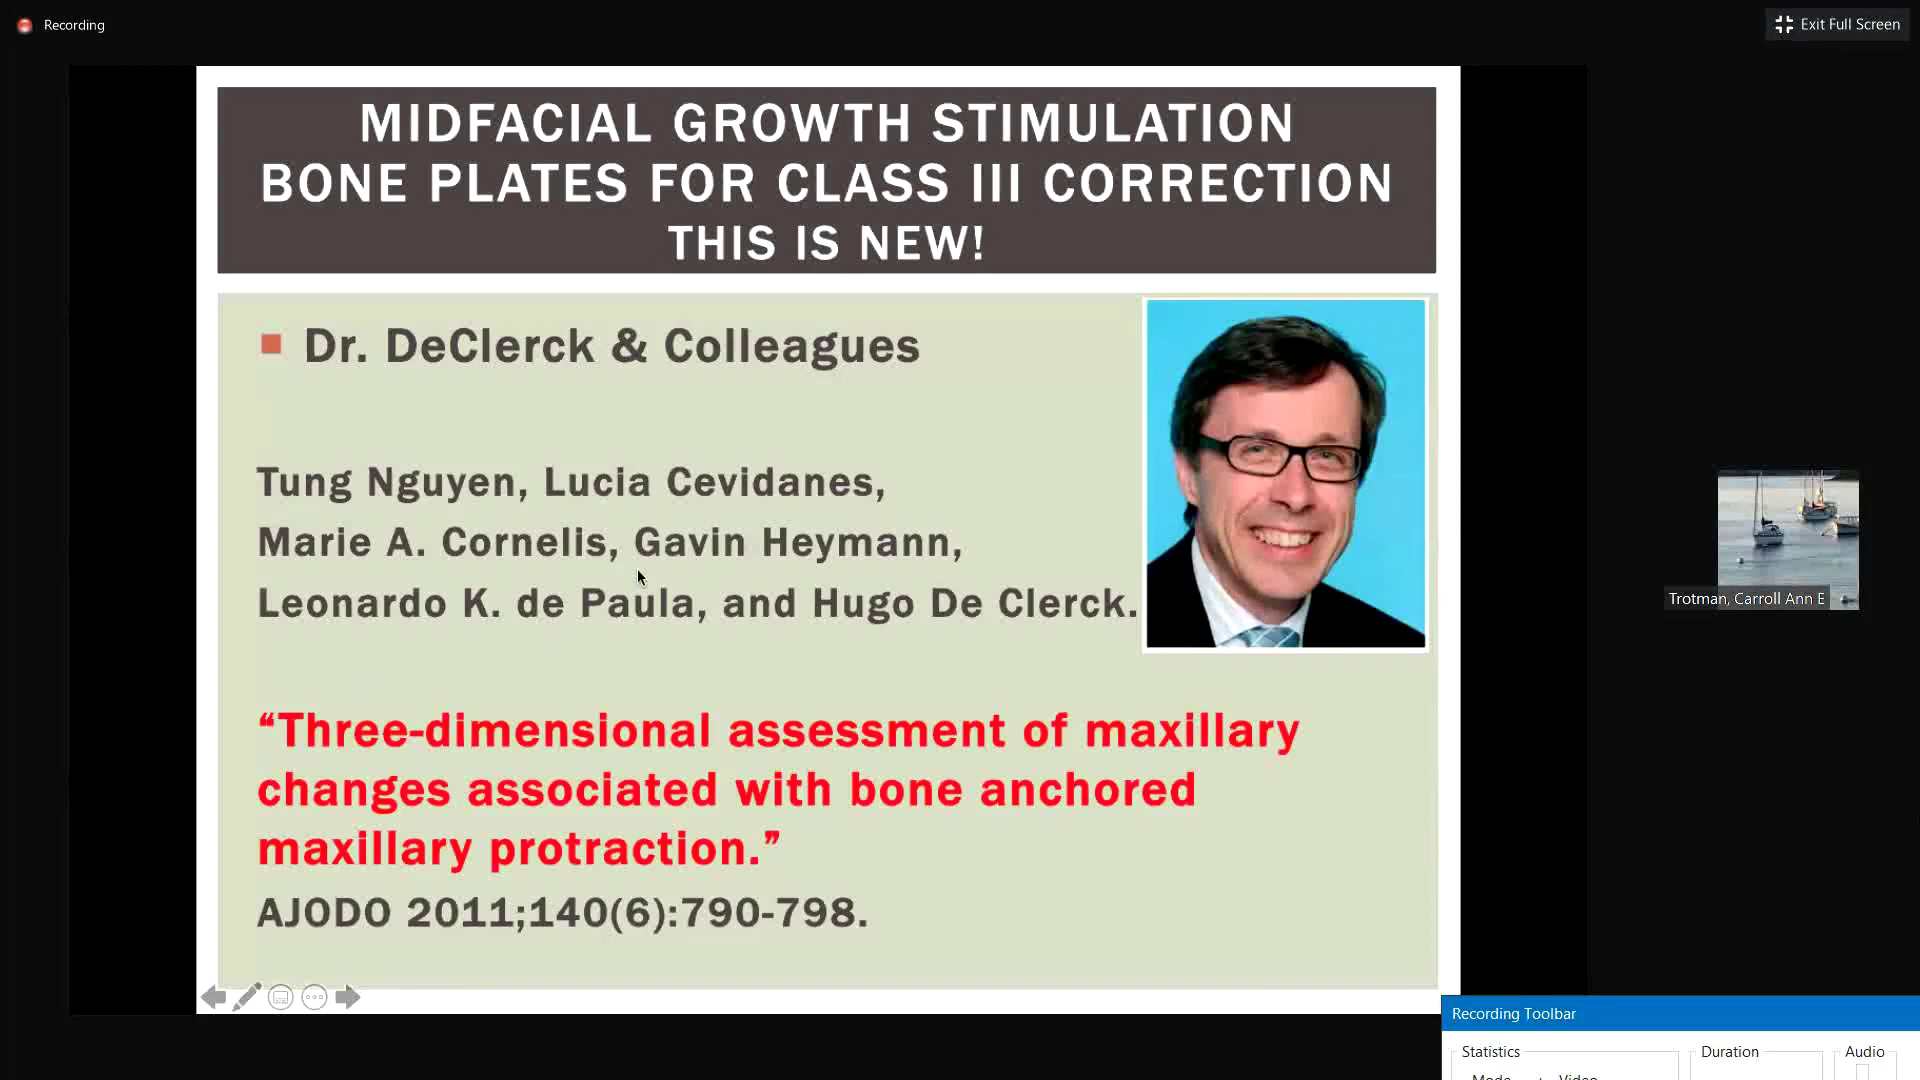 Recording
Exit Full Screen
MIDFACIAL GROWTH STIMULATION
BONE PLATES FOR CLASS III CORRECTION
THIS IS NEW!
Dr. DeClerck & Colleagues
Tung Nguyen, Lucia Cevidanes,
Marie A. Cornelis, Gavin Heymann,
Leonardo K. de Paula, and Hugo De Clerck.
“Three-dimensional assessment of maxillary
changes associated with bone anchored
maxillary protraction.”
AJODO 2011;140(6):790-798.
Trotman, Carroll Ann E
Recording Toolbar
Statistics
Duration
Audio
Mode
Video